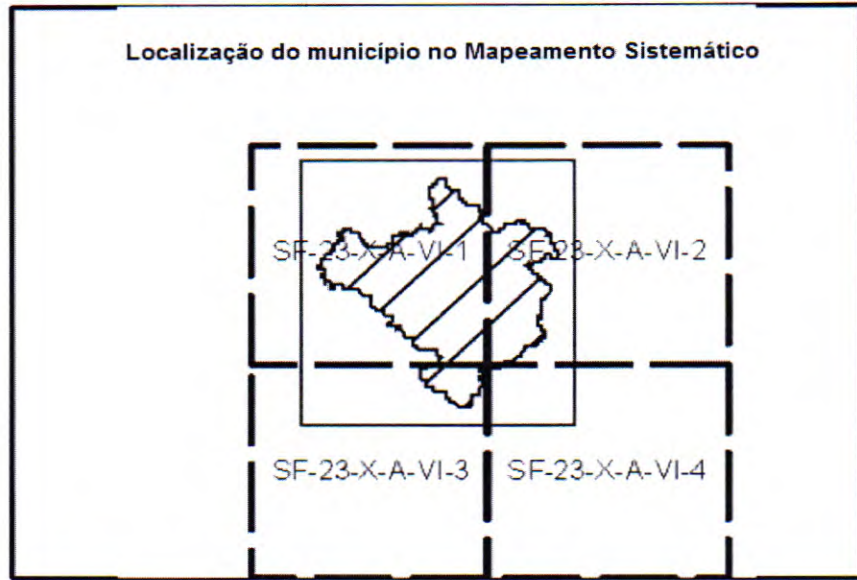 Localização do município no Mapeamento Sistemático
SF-23-X-A-VI-1 SF-23-X-A-VI-2
SF-23-X-A-VI-3 SF-23-X-A-VI-4